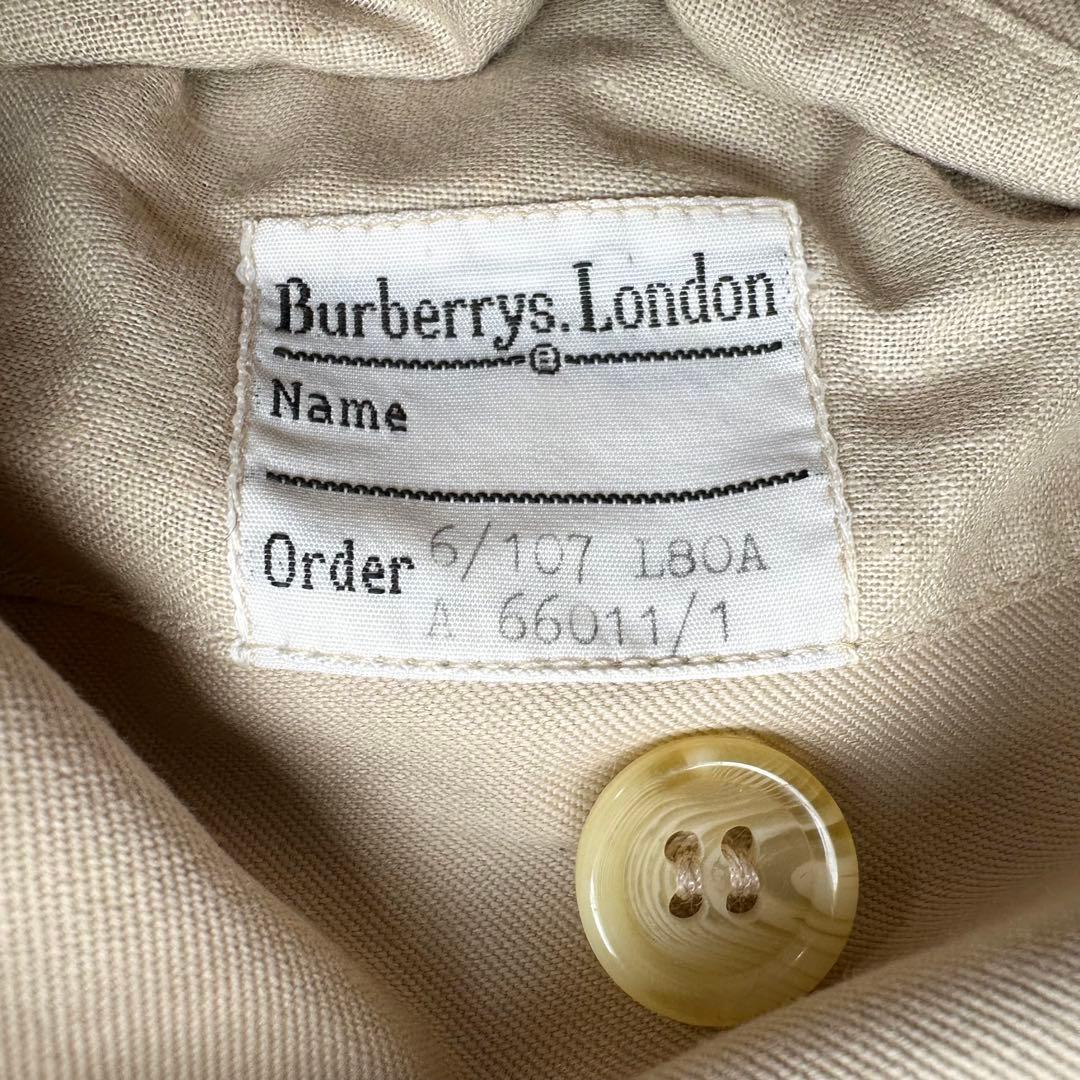 Burberrys. London
B
Name
Order 6/107 L80A
A 66011/1